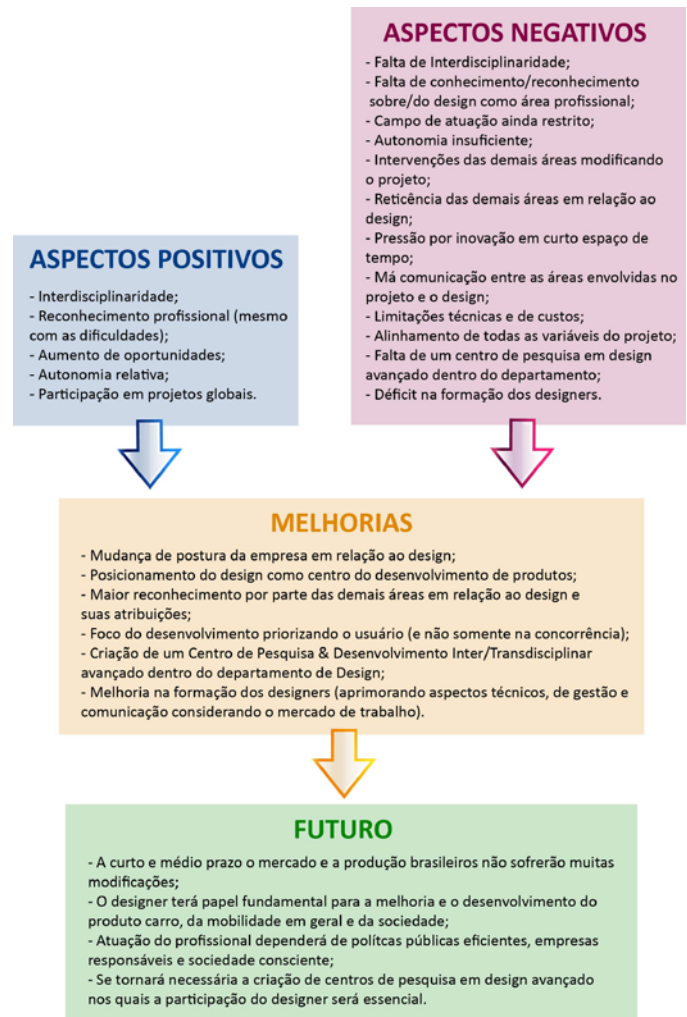 ASPECTOS NEGATIVOS
- Falta de Interdisciplinaridade;
- Falta de conhecimento/reconhecimento
sobre/do design como área profissional;
- Campo de atuação ainda restrito;
- Autonomia insuficiente;
- Intervenções das demais áreas modificando
o projeto;
- Reticência das demais áreas em relação ao
design;
- Pressão por inovação em curto espaço de
tempo;
- Má comunicação entre as áreas envolvidas no
projeto e o design;
- Limitações técnicas e de custos;
- Alinhamento de todas as variáveis do projeto;
- Falta de um centro de pesquisa em design
avançado dentro do departamento;
- Déficit na formação dos designers.
ASPECTOS POSITIVOS
- Interdisciplinaridade;
- Reconhecimento profissional (mesmo
com as dificuldades);
- Aumento de oportunidades;
- Autonomia relativa;
- Participação em projetos globais.
MELHORIAS
- Mudança de postura da empresa em relação ao design;
- Posicionamento do design como centro do desenvolvimento de produtos;
- Maior reconhecimento por parte das demais áreas em relação ao design e
suas atribuições;
- Foco do desenvolvimento priorizando o usuário (e não somente na concorrência);
- Criação de um Centro de Pesquisa & Desenvolvimento Inter/Transdisciplinar
avançado dentro do departamento de Design;
- Melhoria na formação dos designers (aprimorando aspectos técnicos, de gestão e
comunicação considerando o mercado de trabalho).
FUTURO
- A curto e médio prazo o mercado e a produção brasileiros não sofrerão muitas
modificações;
- O designer terá papel fundamental para a melhoria e o desenvolvimento do
produto carro, da mobilidade em geral e da sociedade;
- Atuação do profissional dependerá de polítcas públicas eficientes, empresas
responsáveis e sociedade consciente;
- Se tornará necessária a criação de centros de pesquisa em design avançado
nos quais a participação do designer será essencial.